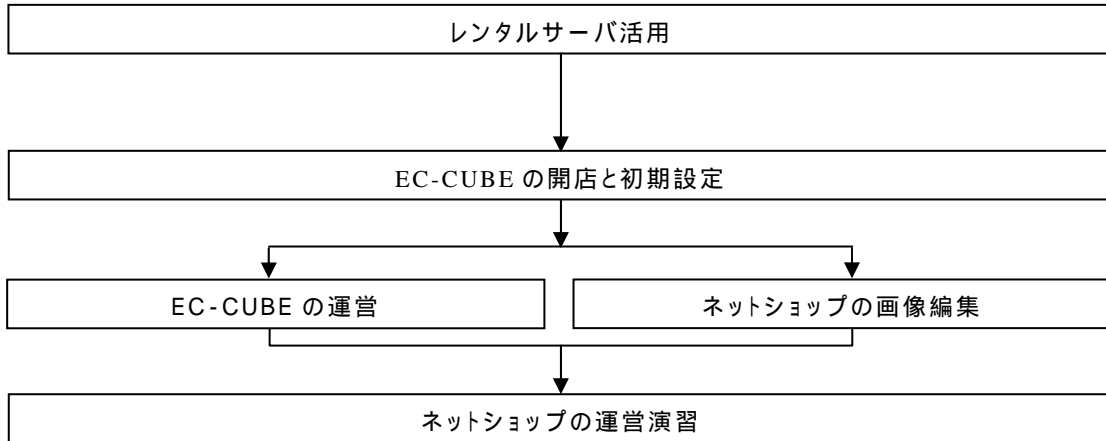 レンタルサーバ活用
EC-CUBE の開店と初期設定
EC-CUBE の運営
ネットショップの画像編集
ネットショップの運営演習